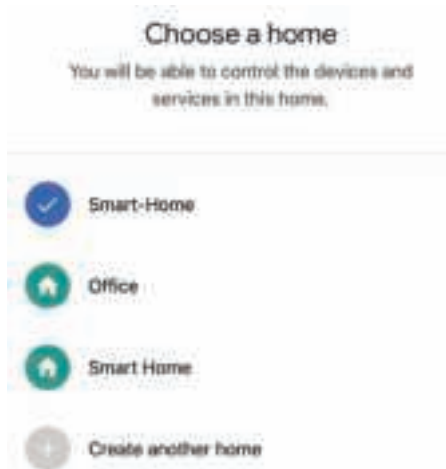 Choose a home
You will be able to control the devices and
services in this home.
Smart-Home
Office
Smart Home
Create another home